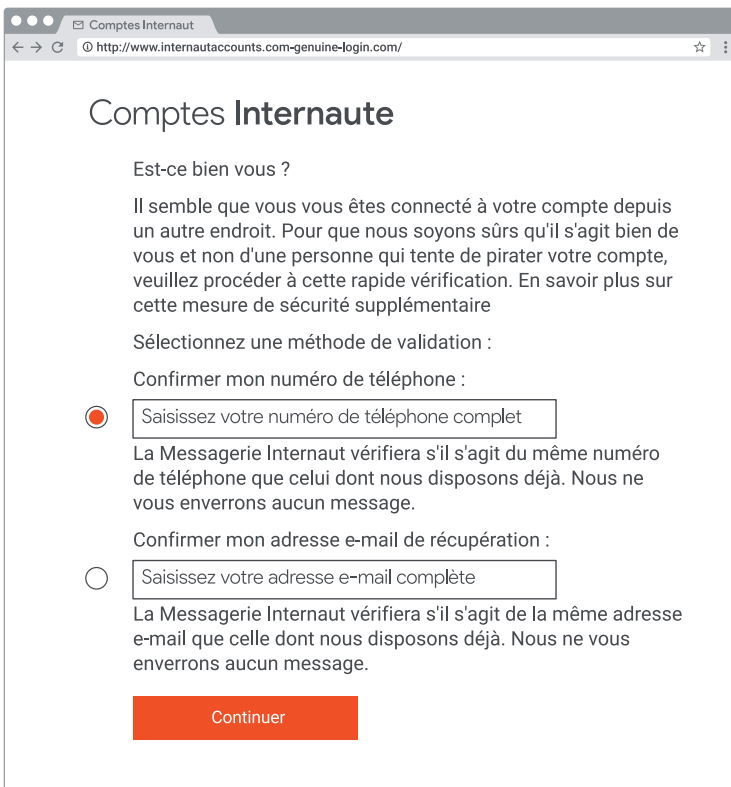 Comptes Internaut
http://www.internautaccounts.com-genuine-login.com/
Comptes Internaute
Est-ce bien vous ?
Il semble que vous vous êtes connecté à votre compte depuis
un autre endroit. Pour que nous soyons sûrs qu'il s'agit bien de
vous et non d'une personne qui tente de pirater votre compte,
veuillez procéder à cette rapide vérification. En savoir plus sur
cette mesure de sécurité supplémentaire
Sélectionnez une méthode de validation :
Confirmer mon numéro de téléphone :
Saisissez votre numéro de téléphone complet
La Messagerie Internaut vérifiera s'il s'agit du même numéro
de téléphone que celui dont nous disposons déjà. Nous ne
vous enverrons aucun message.
Confirmer mon adresse e-mail de récupération :
Saisissez votre adresse e-mail complète
La Messagerie Internaut vérifiera s'il s'agit de la même adresse
e-mail que celle dont nous disposons déjà. Nous ne vous
enverrons aucun message.
Continuer